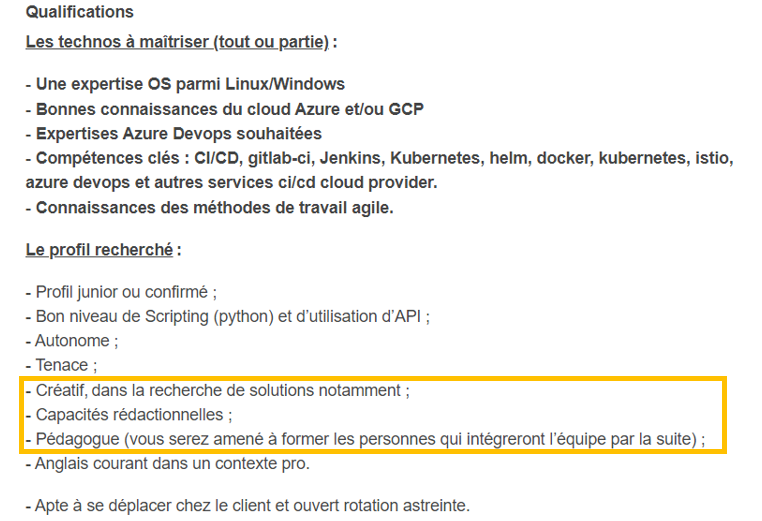 Qualifications
Les technos à maîtriser (tout ou partie) :
- Une expertise OS parmi Linux/Windows
- Bonnes connaissances du cloud Azure et/ou GCP
- Expertises Azure Devops souhaitées
- Compétences clés : CI/CD, gitlab-ci, Jenkins, Kubernetes, helm, docker, kubernetes, istio,
azure devops et autres services ci/cd cloud provider.
- Connaissances des méthodes de travail agile.
Le profil recherché :
- Profil junior ou confirmé ;
- Bon niveau de Scripting (python) et d’utilisation d’API ;
- Autonome ;
- Tenace ;
- Créatif, dans la recherche de solutions notamment ;
- Capacités rédactionnelles ;
- Pédagogue (vous serez amené à former les personnes qui intégreront l’équipe par la suite) ;
- Anglais courant dans un contexte pro.
- Apte à se déplacer chez le client et ouvert rotation astreinte.